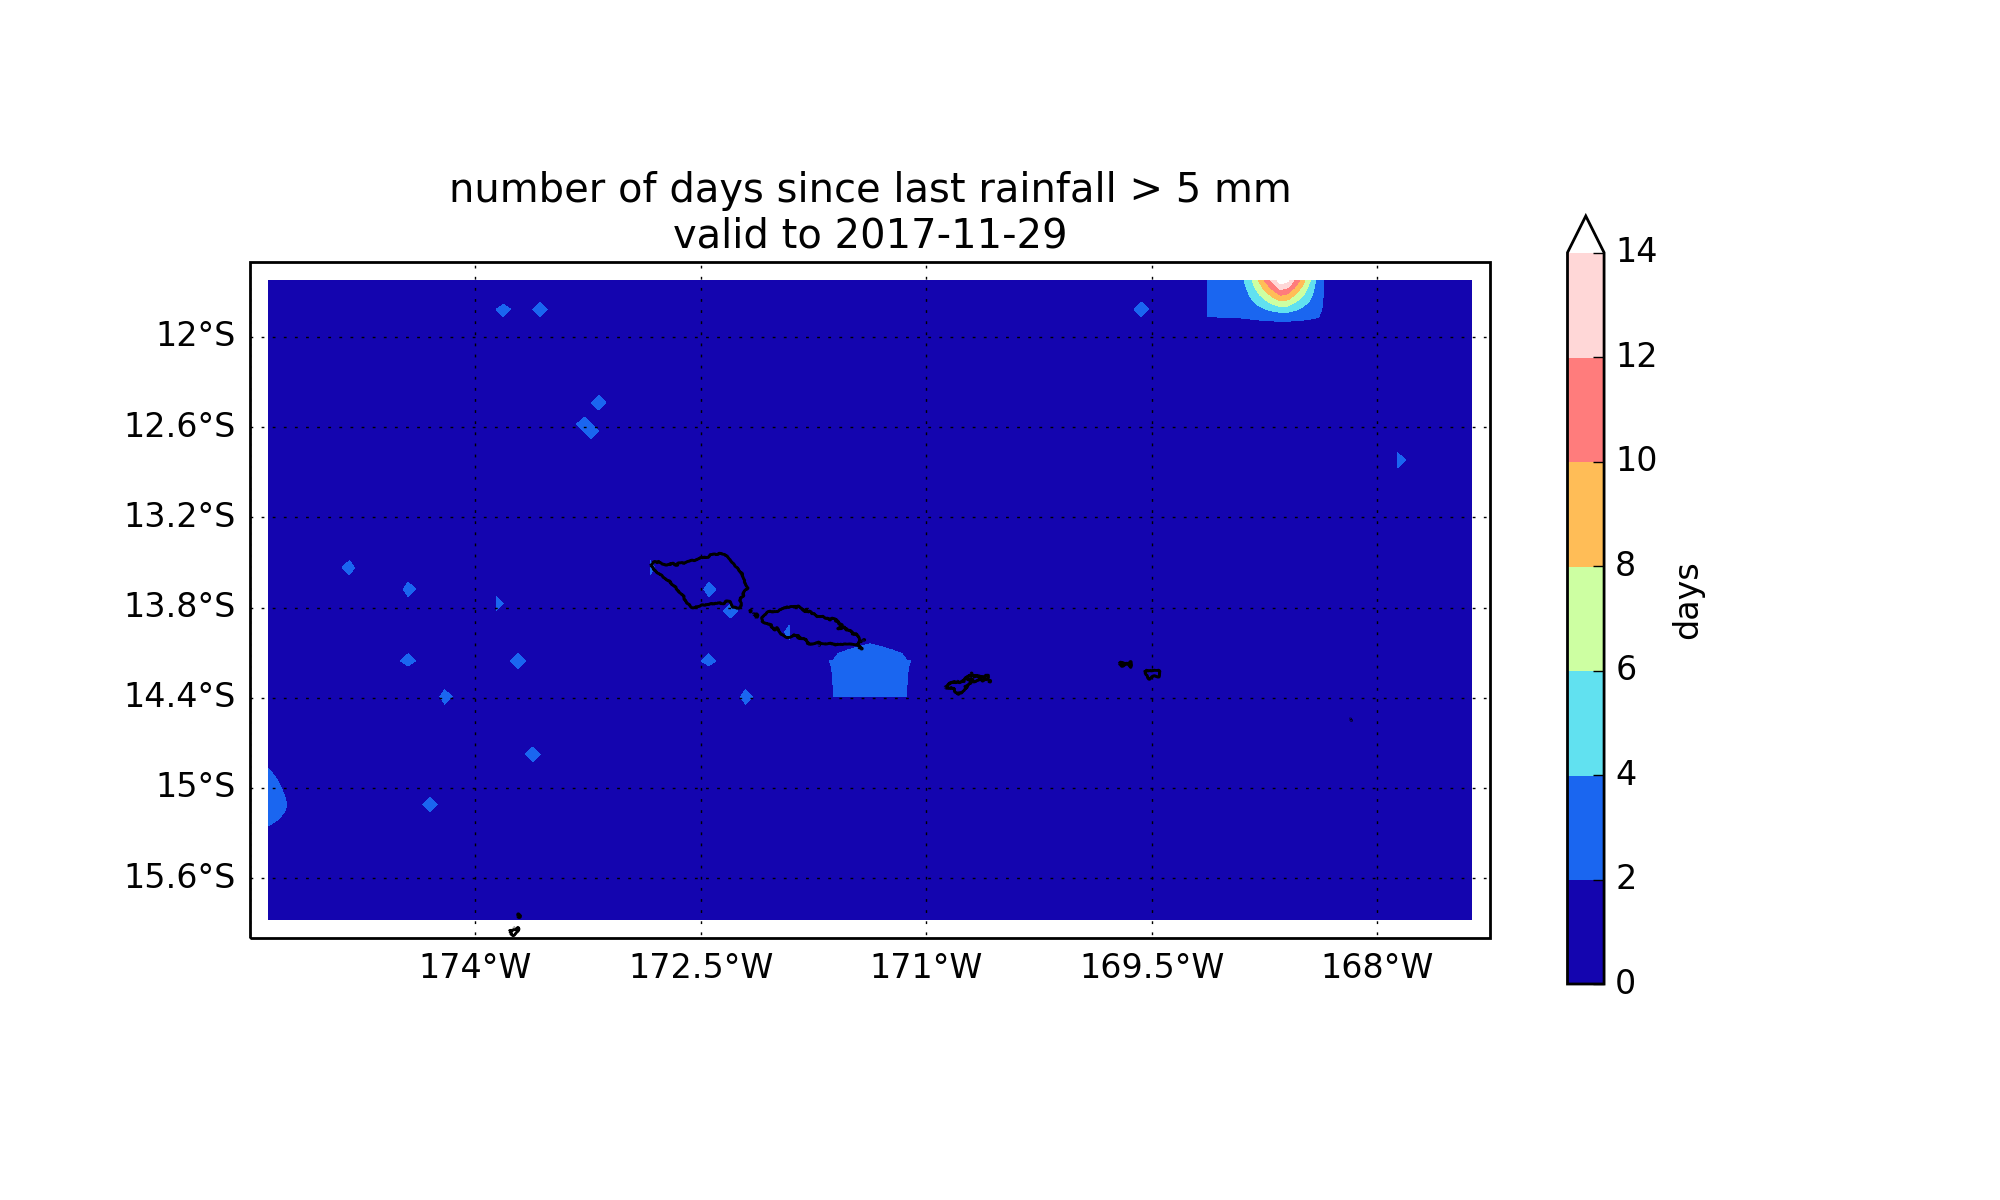 number of days since last rainfall > 5 mm
valid to 2017-11-29
12°S
12.6°S
13.2°S
13.8°S
14.4°S
15°S
15.6°S
174°W
172.5°W
171°W
169.5°W
168°W
14
12
10
8
6
4
2
0
days